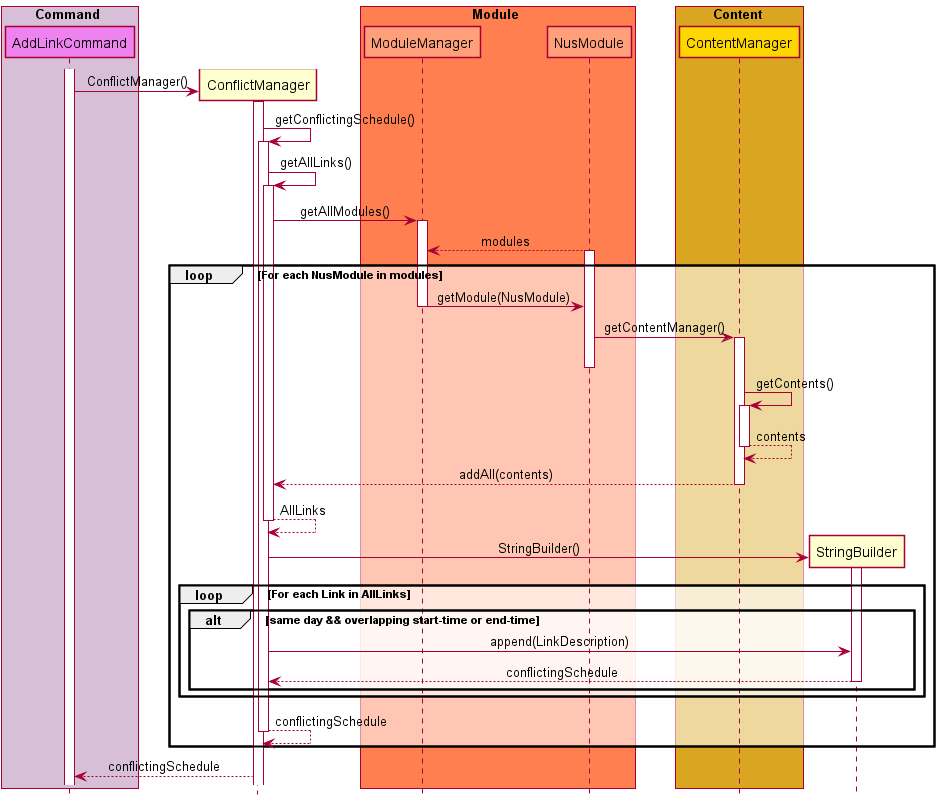 Command
Module
Content
AddLinkCommand
ModuleManager
NusModule
ContentManager
ConflictManager()
ConflictManager
getConflictingSchedule()
getAllLinks()
getAllModules()
modules
loop
[For each NusModule in modules]
getModule(NusModule)
getContentManager()
getContents()
contents
addAll(contents)
AllLinks
StringBuilder()
StringBuilder
loop
[For each Link in AllLinks]
alt
[same day && overlapping start-time or end-time]
append(LinkDescription)
conflictingSchedule
conflictingSchedule
conflictingSchedule